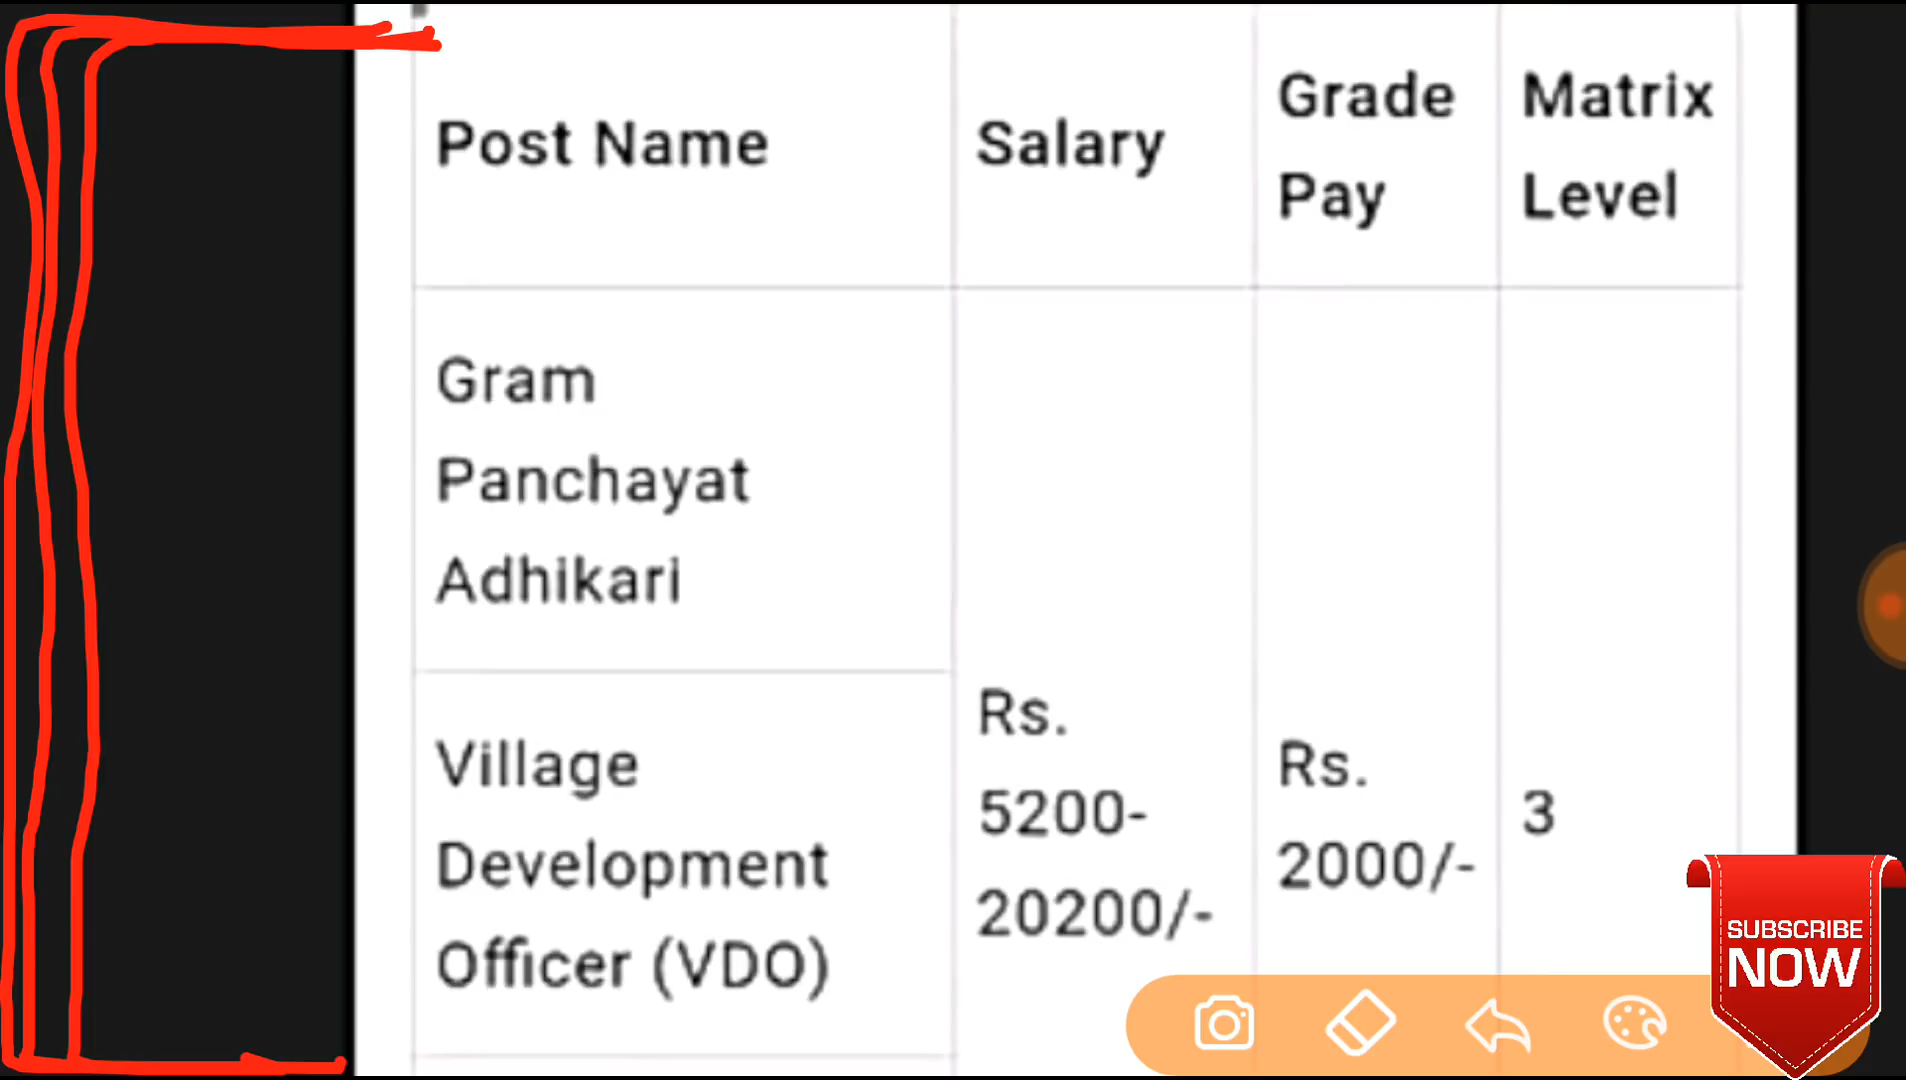 Post Name
Salary
Grade
Pay
Matrix
Level
Gram
Panchayat
Adhikari
Village
Development
Officer (VDO)
Rs.
5200-
20200/-
Rs.
2000/-
3
SUBSCRIBE
NOW